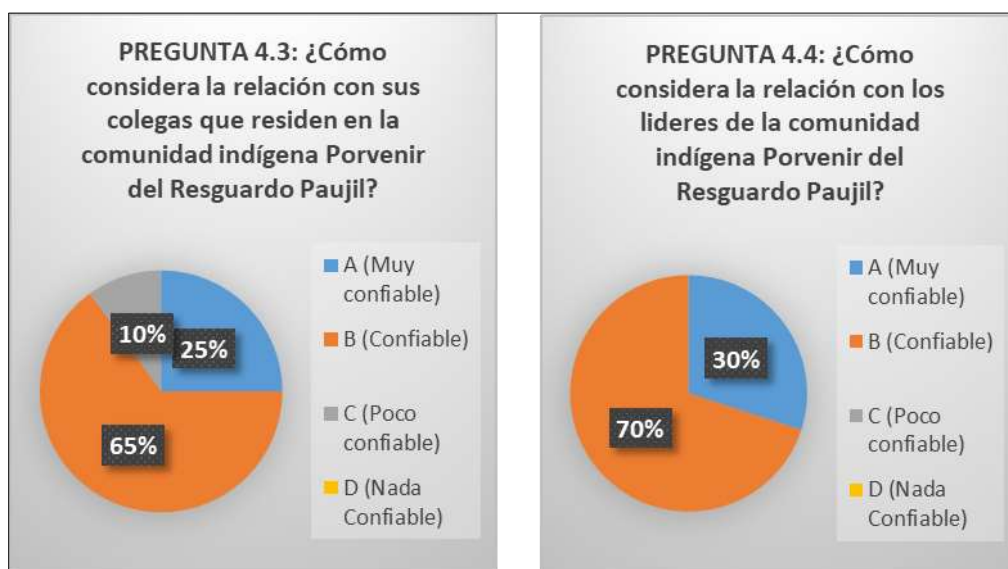 PREGUNTA 4.3: ¿Cómo
considera la relación con sus
colegas que residen en la
comunidad indígena Porvenir
del Resguardo Paujil?
A (Muy
confiable)
B (Confiable)
C (Poco
confiable)
D (Nada
Confiable)
10%
25%
65%
PREGUNTA 4.4: ¿Cómo
considera la relación con los
lideres de la comunidad
indígena Porvenir del
Resguardo Paujil?
A (Muy
confiable)
B (Confiable)
C (Poco
confiable)
D (Nada
Confiable)
30%
70%